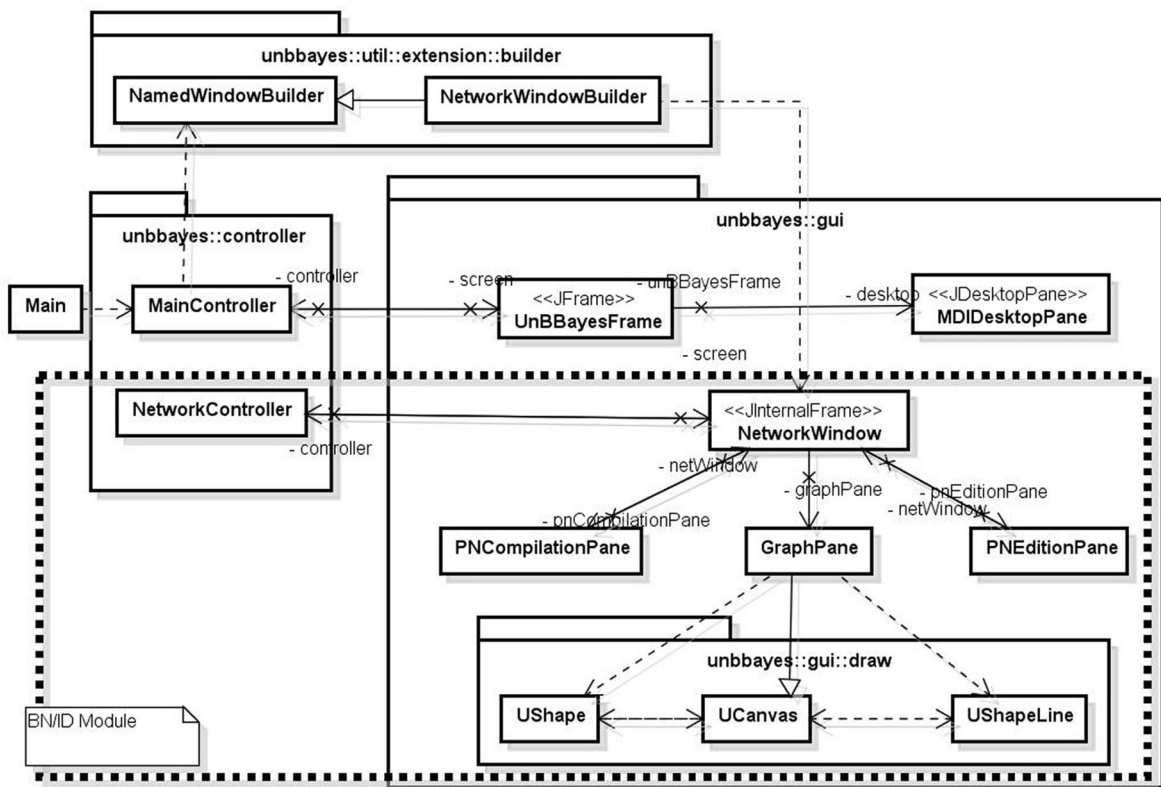 unbbayes::util::extension::builder
NamedWindowBuilder
NetworkWindowBuilder
unbbayes::gui
unbbayes::controller
- controller
- screen
- unBBayesFrame
- desktop
Main
MainController
<<JFrame>>
UnBBayesFrame
<<JDesktopPane>>
MDIDesktopPane
- screen
NetworkController
<<JInternalFrame>>
NetworkWindow
- controller
- netWindow
- graphPane
- pnEditionPane
- netWindow
- pnCompilationPane
PNCompilationPane
GraphPane
PNEditionPane
unbbayes::gui::draw
UShape
UCanvas
UShapeLine
BN/ID Module